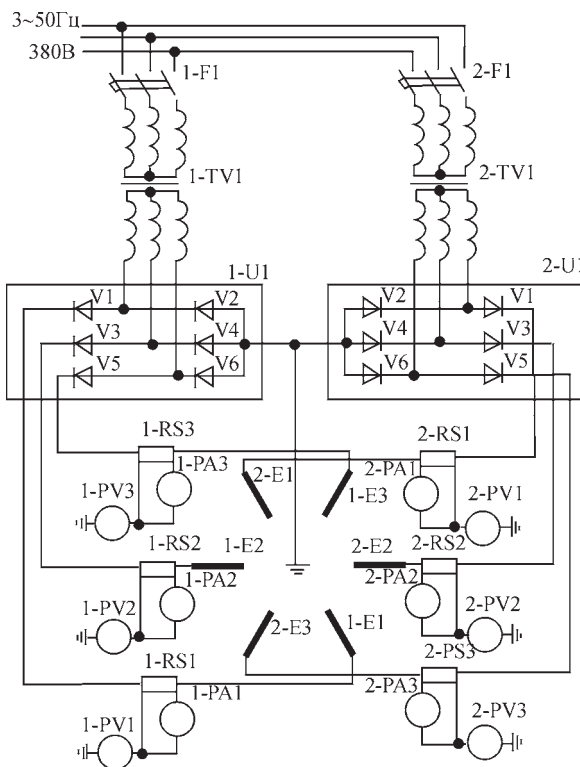 3~50Гц
380В
1-F1
2-F1
1-TV1
2-TV1
1-U1
2-U1
V1
V2
V2
V1
V3
V4
V4
V3
V5
V6
V6
V5
1-RS3
2-RS1
1-PA3
2-E1
2-PA1
1-PV3
1-E3
2-PV1
1-RS2
1-E2
2-E2
2-RS2
1-PA2
2-PA2
1-PV2
2-PV2
2-E3
1-E1
1-RS1
2-PS3
1-PA1
2-PA3
1-PV1
2-PV3